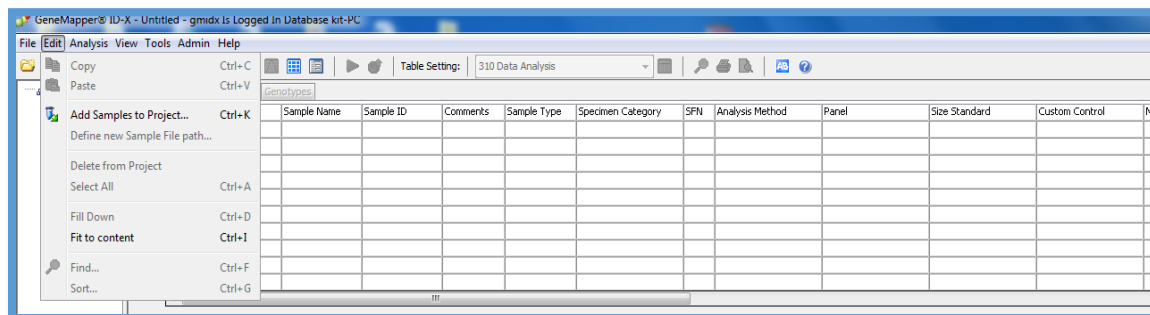 GeneMapper® ID-X - Untitled - gmidx Is Logged In Database kit-PC
File Edit Analysis View Tools Admin Help
Copy Ctrl+C Table Setting: 310 Data Analysis AB
Paste Ctrl+V Genotypes
Add Samples to Project... Ctrl+K Sample Name Sample ID Comments Sample Type Specimen Category SFN Analysis Method Panel Size Standard Custom Control
Define new Sample File path...
Delete from Project
Select All Ctrl+A
Fill Down Ctrl+D
Fit to content Ctrl+I
Find... Ctrl+F
Sort... Ctrl+G